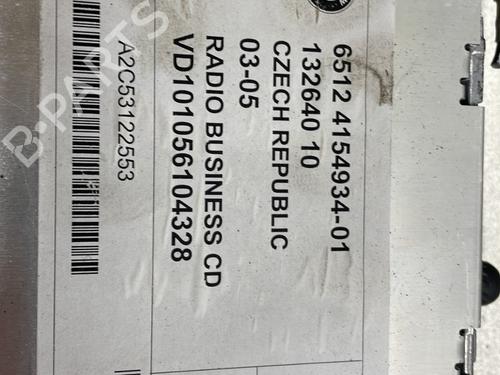 6512 4154934-01
132640 10
CZECH REPUBLIC
03-05
RADIO BUSINESS CD
VD101056104328
A2C53122553
B-PARTS